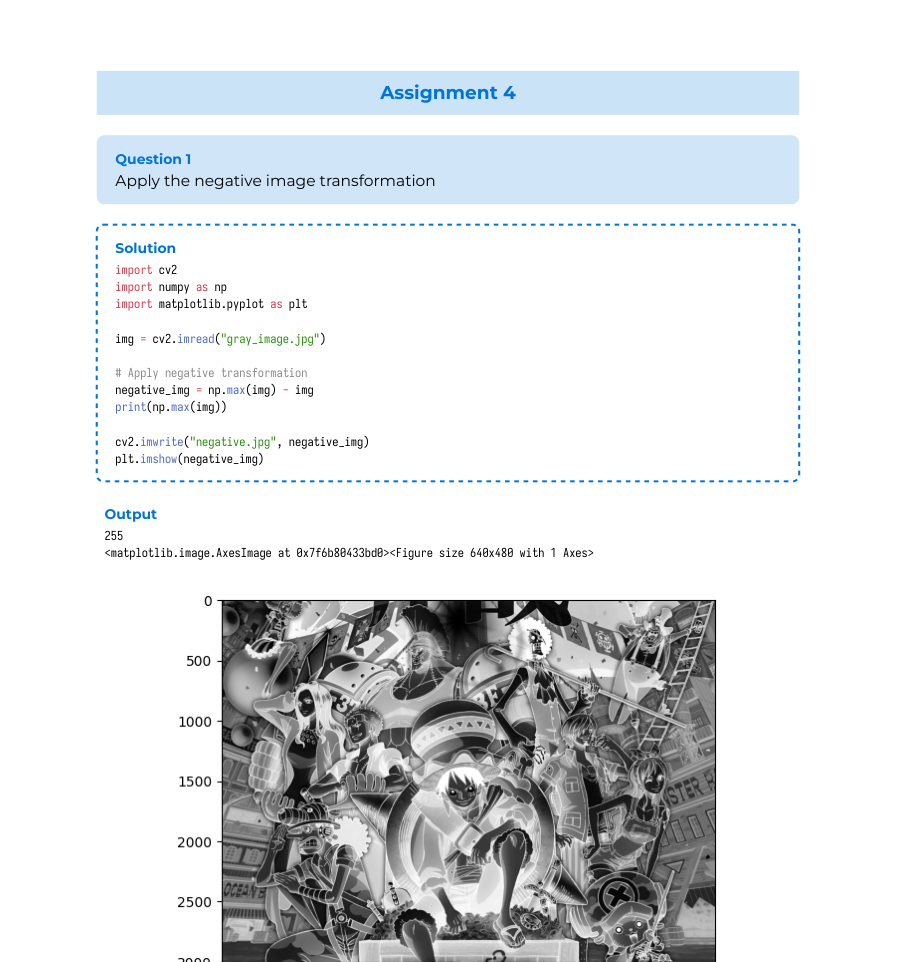 Assignment 4
Question 1
Apply the negative image transformation
Solution
import cv2
import numpy as np
import matplotlib.pyplot as plt
img = cv2.imread("gray_image.jpg")
# Apply negative transformation
negative_img = np.max(img) - img
print(np.max(img))
cv2.imwrite("negative.jpg", negative_img)
plt.imshow(negative_img)
Output
255
<matplotlib.image.AxesImage at 0x7f6b80433bd0><Figure size 640x480 with 1 Axes>
0
500
1000
1500
2000
2500
3000